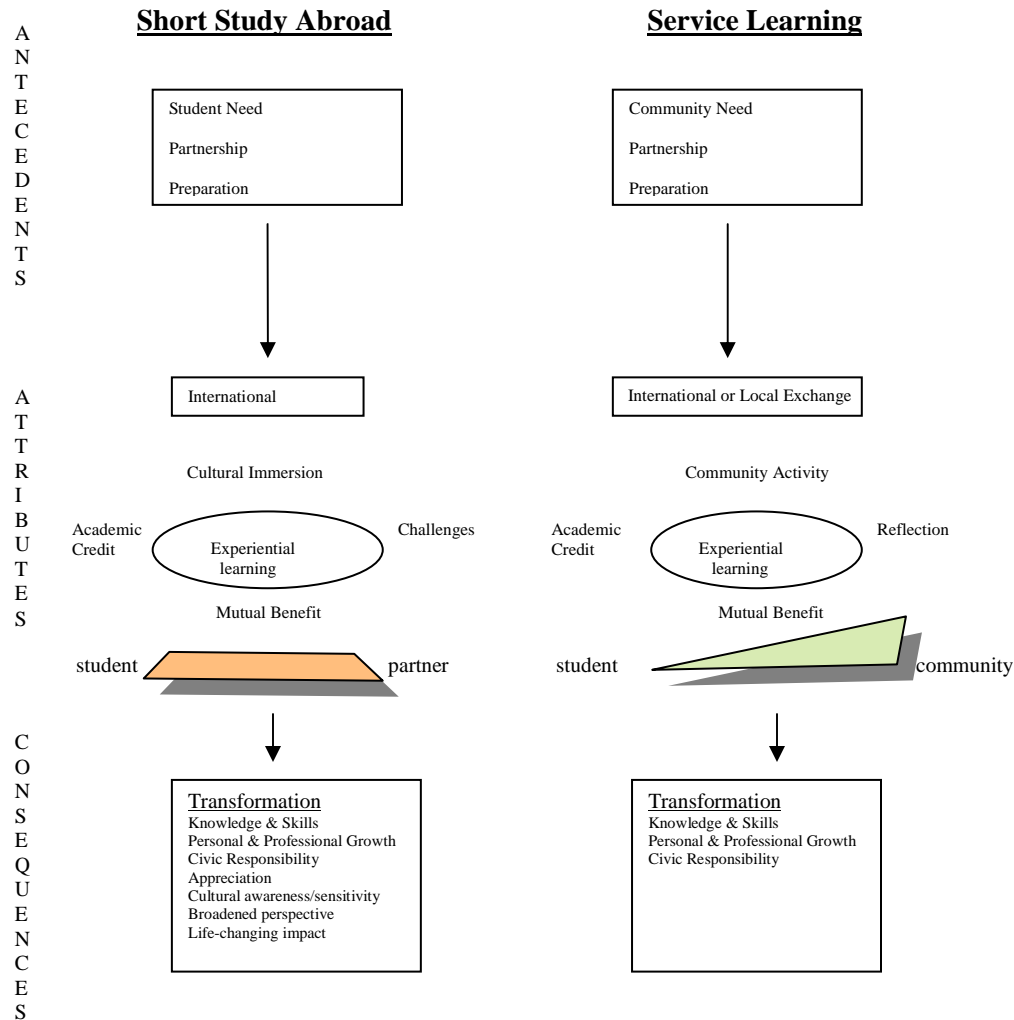 Short Study Abroad
Service Learning
ANTECEDENTS
Student Need
Partnership
Preparation
Community Need
Partnership
Preparation
ATTRIBUTES
International
International or Local Exchange
Cultural Immersion
Academic
Credit
Experiential
learning
Challenges
Mutual Benefit
student
partner
Community Activity
Academic
Credit
Experiential
learning
Reflection
Mutual Benefit
student
community
CONSEQUENCES
Transformation
Knowledge & Skills
Personal & Professional Growth
Civic Responsibility
Appreciation
Cultural awareness/sensitivity
Broadened perspective
Life-changing impact
Transformation
Knowledge & Skills
Personal & Professional Growth
Civic Responsibility